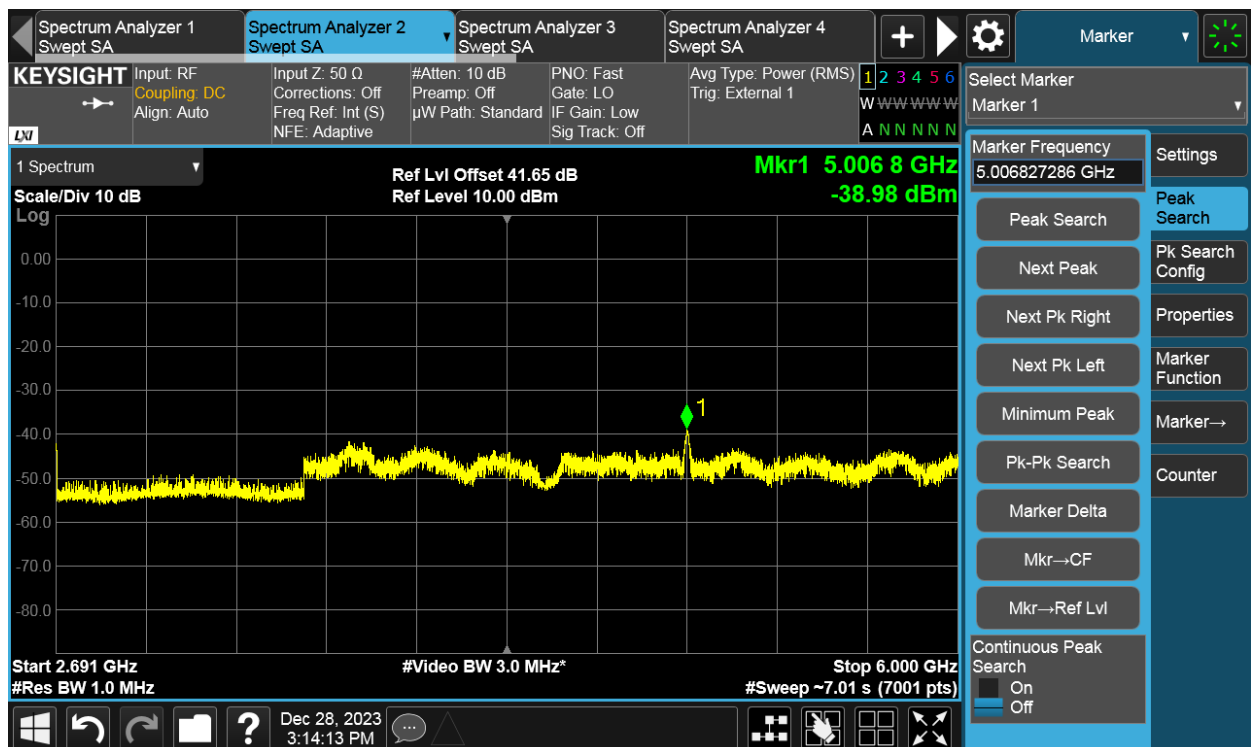 Spectrum Analyzer 1
Swept SA
Spectrum Analyzer 2
Swept SA
Spectrum Analyzer 3
Swept SA
Spectrum Analyzer 4
Swept SA
Marker
KEYSIGHT
LXI
Input: RF
Coupling: DC
Align: Auto
Input Z: 50 Ω
Corrections: Off
Freq Ref: Int (S)
NFE: Adaptive
#Atten: 10 dB
Preamp: Off
µW Path: Standard
PNO: Fast
Gate: LO
IF Gain: Low
Sig Track: Off
Avg Type: Power (RMS)
Trig: External 1
1 2 3 4 5 6
W W W W W W
A N N N N N
Select Marker
Marker 1
1 Spectrum
Scale/Div 10 dB
Ref Lvl Offset 41.65 dB
Ref Level 10.00 dBm
Mkr1 5.006 8 GHz
-38.98 dBm
Log
0.00
-10.0
-20.0
-30.0
-40.0
-50.0
-60.0
-70.0
-80.0
1
Start 2.691 GHz
#Res BW 1.0 MHz
#Video BW 3.0 MHz*
Stop 6.000 GHz
#Sweep ~7.01 s (7001 pts)
Marker Frequency
5.006827286 GHz
Peak Search
Next Peak
Next Pk Right
Next Pk Left
Minimum Peak
Pk-Pk Search
Marker Delta
Mkr→CF
Mkr→Ref Lvl
Continuous Peak
Search
On
Off
Settings
Peak
Search
Pk Search
Config
Properties
Marker
Function
Marker→
Counter
?
Dec 28, 2023
3:14:13 PM